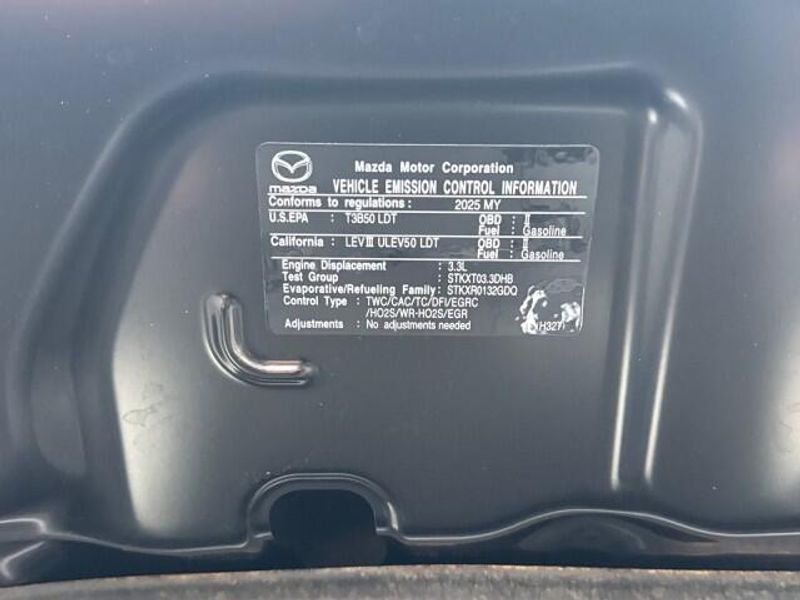 mazda
Mazda Motor Corporation
VEHICLE EMISSION CONTROL INFORMATION
Conforms to regulations : 2025 MY
U.S.EPA : T3B50 LDT OBD : II
Fuel : Gasoline
California : LEVIII ULEV50 LDT OBD : II
Fuel : Gasoline
Engine Displacement : 3.3L
Test Group : STKXT03.3DHB
Evaporative/Refueling Family : STKXR0132GDQ
Control Type : TWC/CAC/TC/DFI/EGRC
/HO2S/WR-HO2S/EGR
Adjustments : No adjustments needed